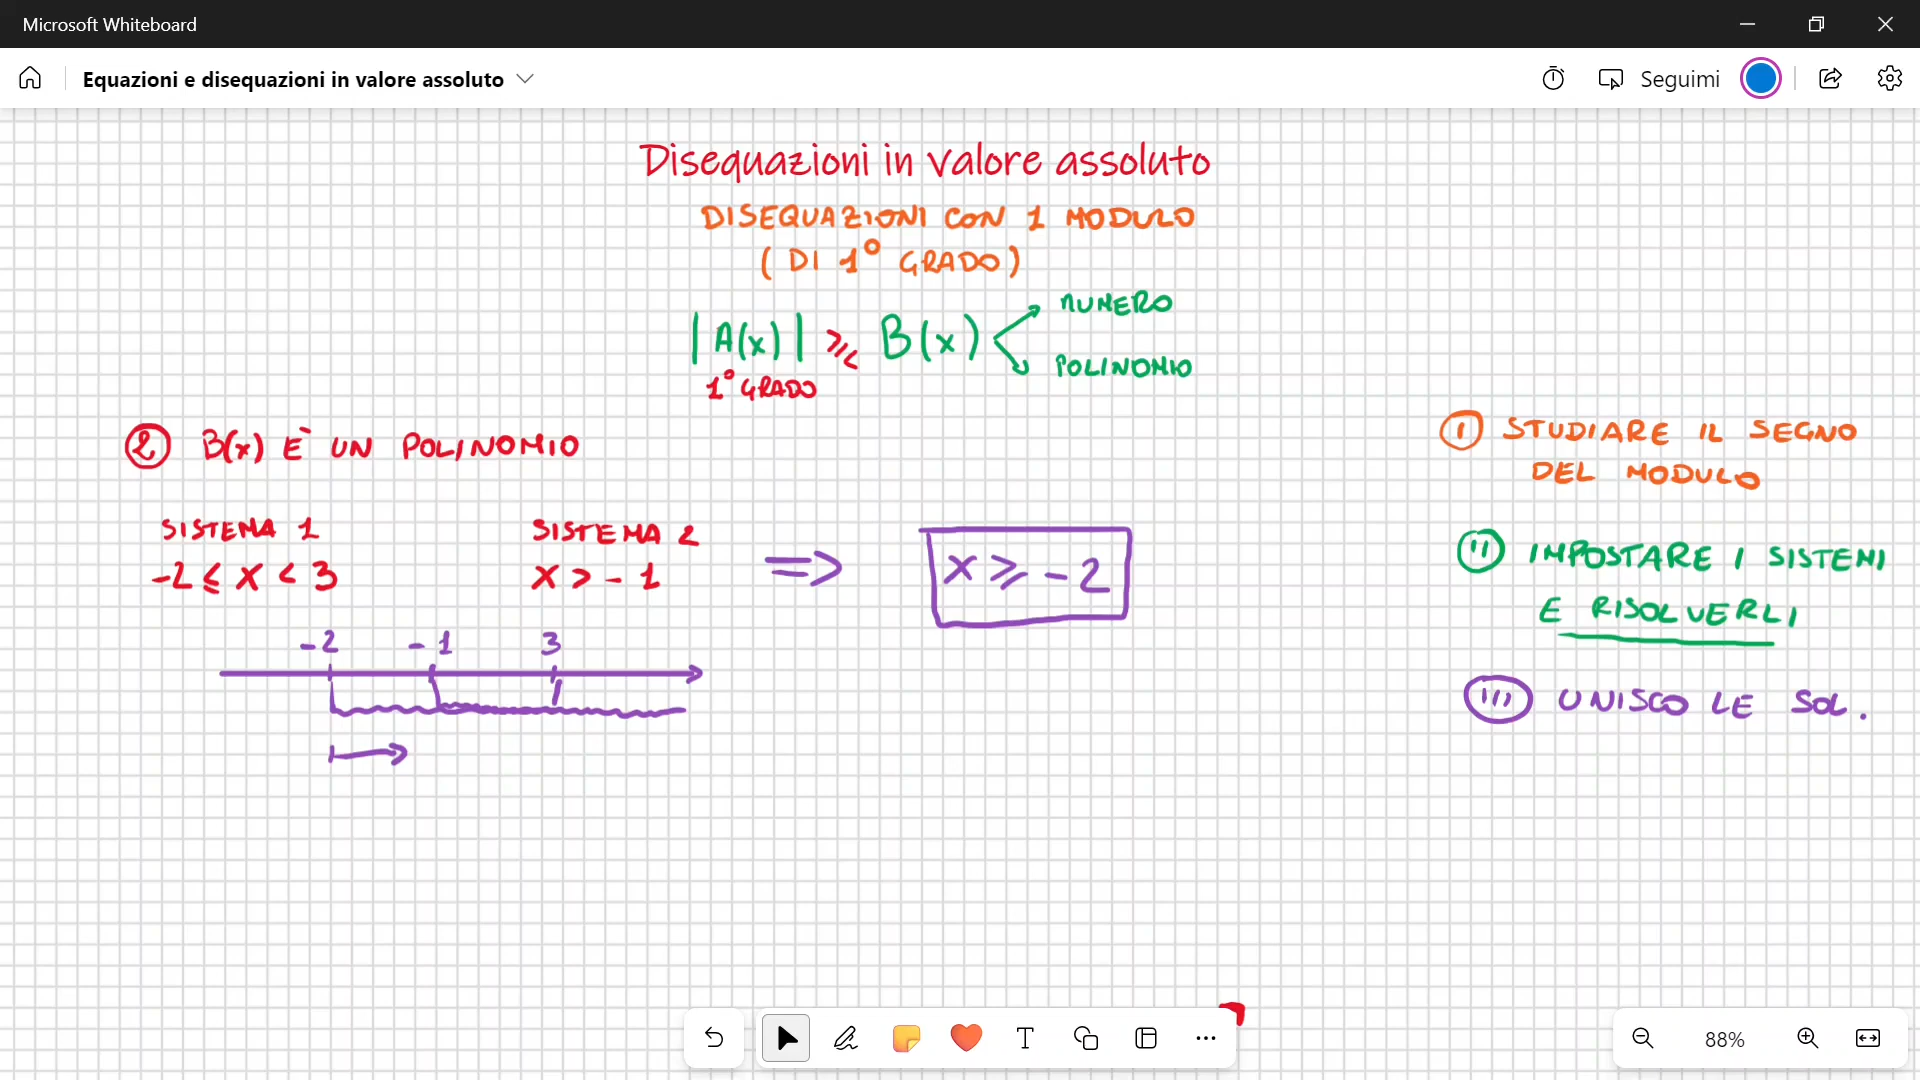 Microsoft Whiteboard
Equazioni e disequazioni in valore assoluto
Seguimi
Disequazioni in valore assoluto
DISEQUAZIONI CON 1 MODULO
( DI 1° GRADO )
|A(x)| ⩾⩽ B(x)
NUMERO
POLINOMIO
1° GRADO
② B(x) È UN POLINOMIO
SISTEMA 1
-2 ≤ x < 3
SISTEMA 2
x > -1
=>
x ⩾ -2
-2 -1 3
I STUDIARE IL SEGNO
DEL MODULO
II IMPOSTARE I SISTEMI
E RISOLVERLI
III UNISCO LE SOL.
88%